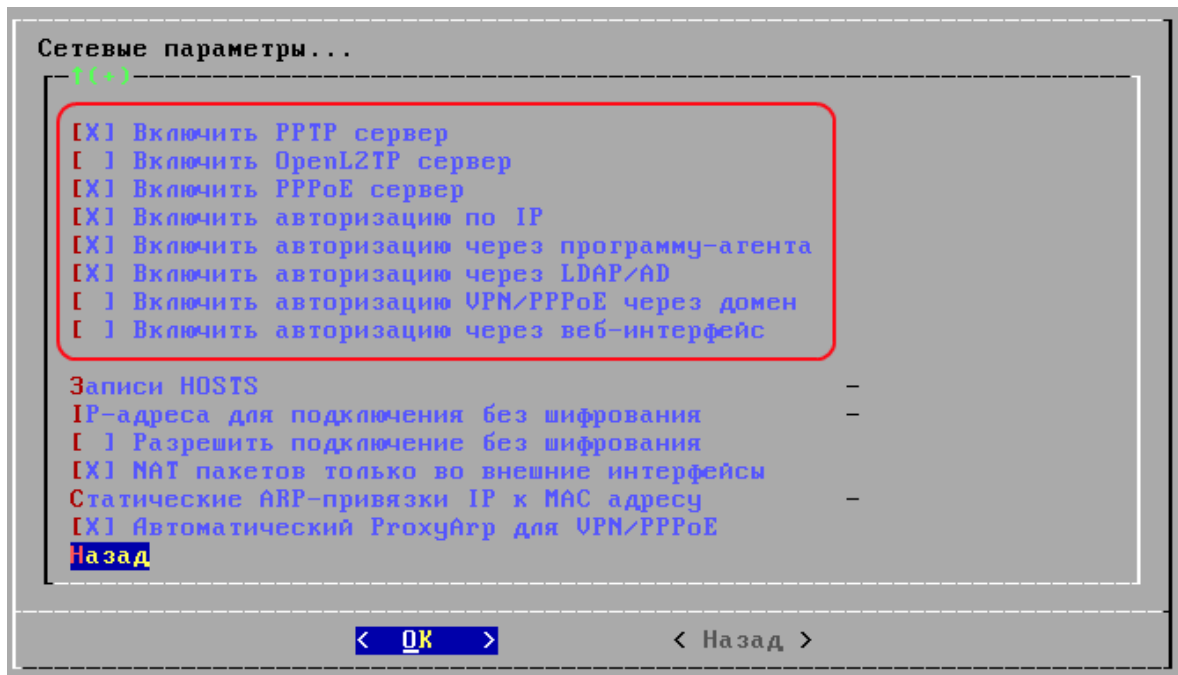 Сетевые параметры...
↑(+)
[X] Включить PPTP сервер
[ ] Включить OpenL2TP сервер
[X] Включить PPPoE сервер
[X] Включить авторизацию по IP
[X] Включить авторизацию через программу-агента
[X] Включить авторизацию через LDAP/AD
[ ] Включить авторизацию VPN/PPPoE через домен
[ ] Включить авторизацию через веб-интерфейс
Записи HOSTS –
IP-адреса для подключения без шифрования –
[ ] Разрешить подключение без шифрования
[X] NAT пакетов только во внешние интерфейсы
Статические ARP-привязки IP к MAC адресу –
[X] Автоматический ProxyArp для VPN/PPPoE
Назад
< OK > < Назад >